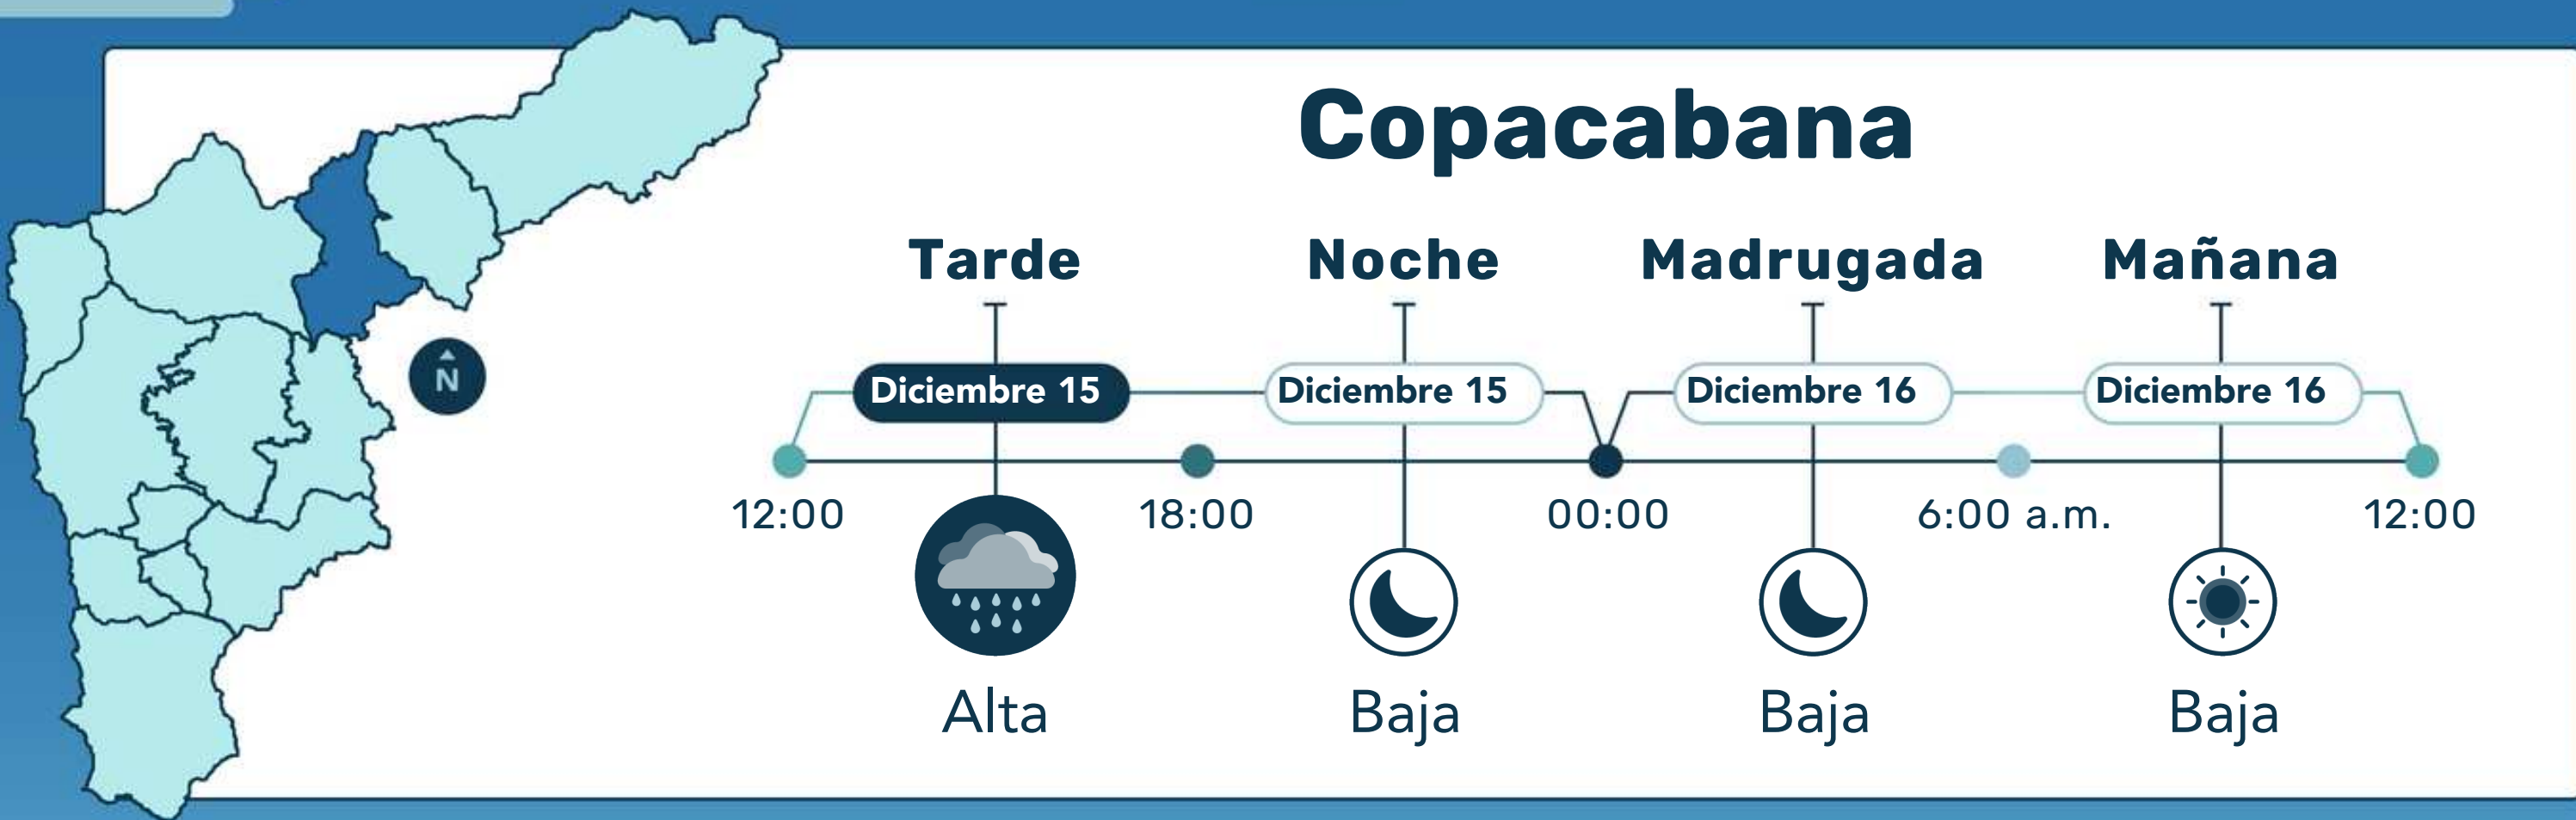 Copacabana
Tarde Noche Madrugada Mañana
N
Diciembre 15 Diciembre 15 Diciembre 16 Diciembre 16
12:00 18:00 00:00 6:00 a.m. 12:00
Alta Baja Baja Baja